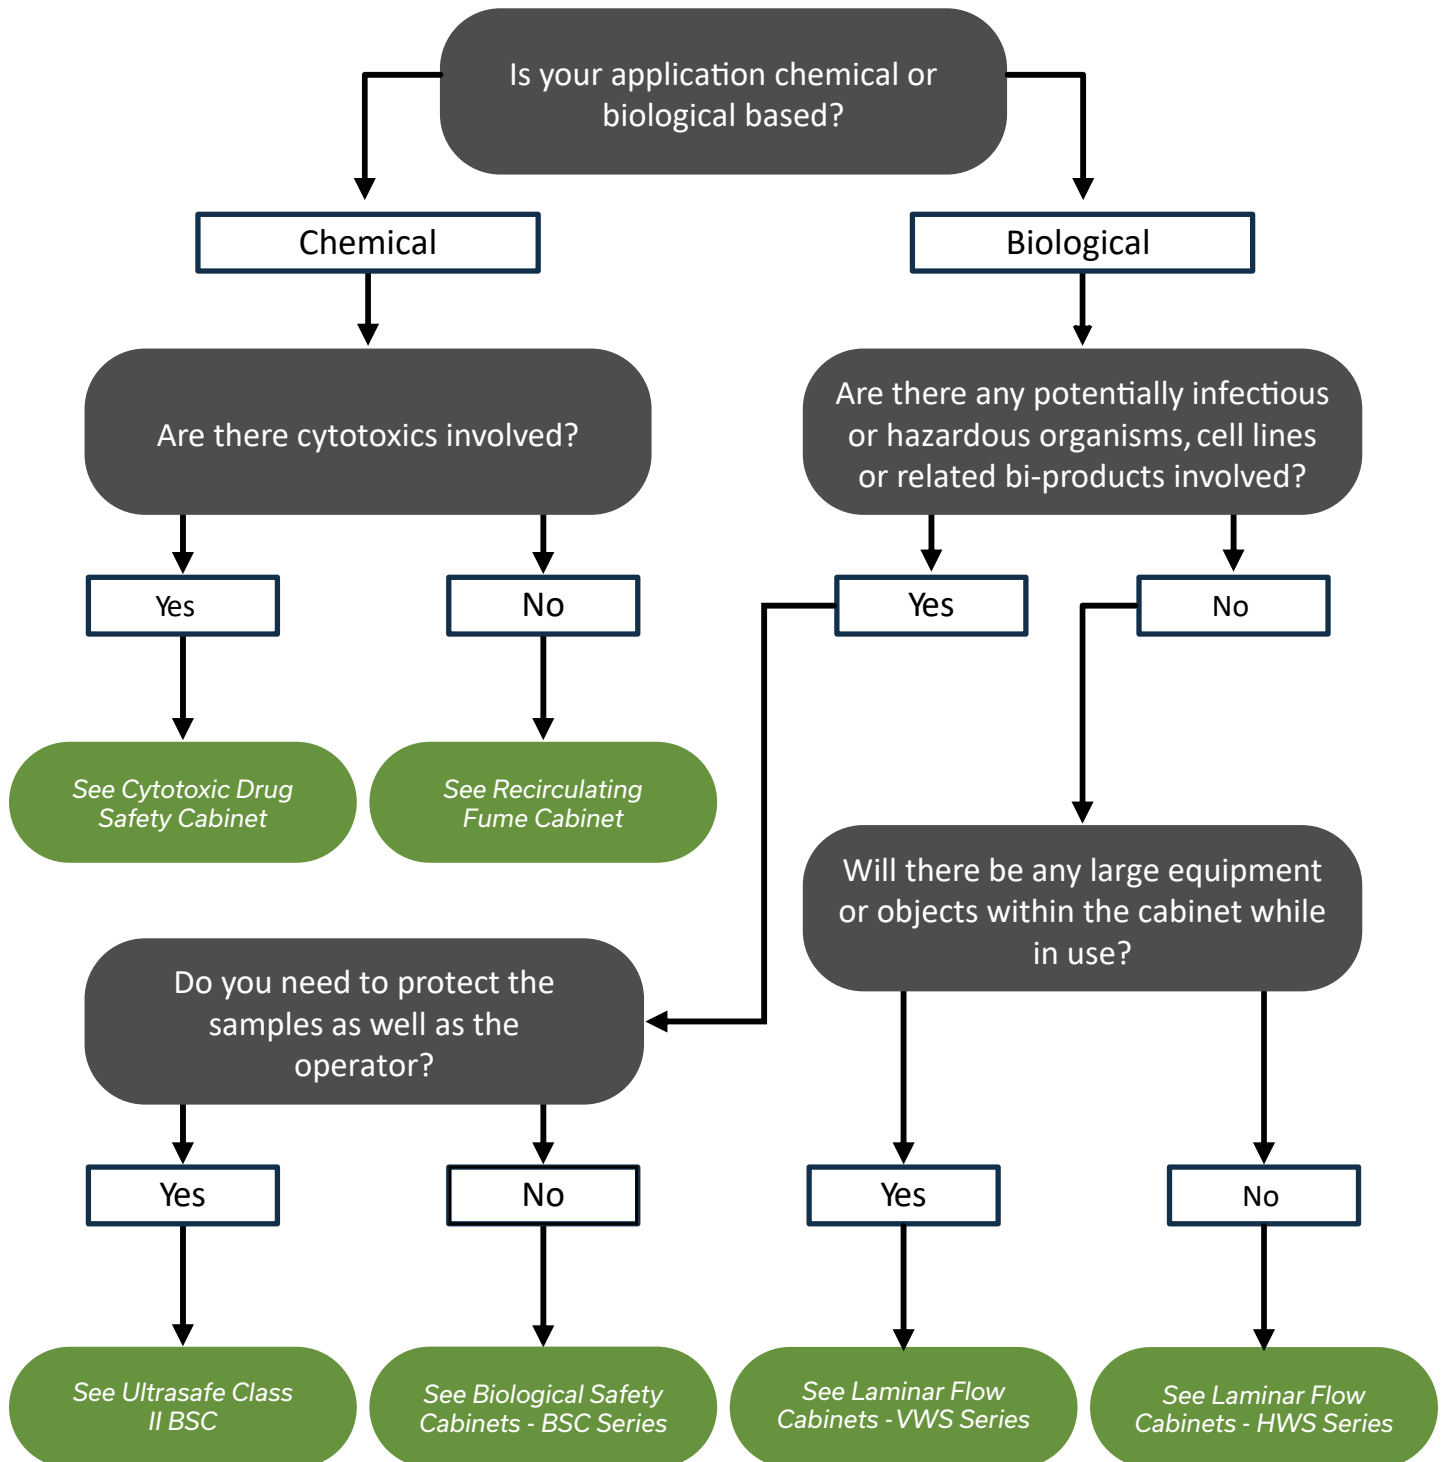 Is your application chemical or
biological based?
Chemical
Biological
Are there cytotoxics involved?
Are there any potentially infectious
or hazardous organisms, cell lines
or related bi-products involved?
Yes
No
Yes
No
See Cytotoxic Drug
Safety Cabinet
See Recirculating
Fume Cabinet
Will there be any large equipment
or objects within the cabinet while
in use?
Do you need to protect the
samples as well as the
operator?
Yes
No
Yes
No
See Ultrasafe Class
II BSC
See Biological Safety
Cabinets - BSC Series
See Laminar Flow
Cabinets - VWS Series
See Laminar Flow
Cabinets - HWS Series